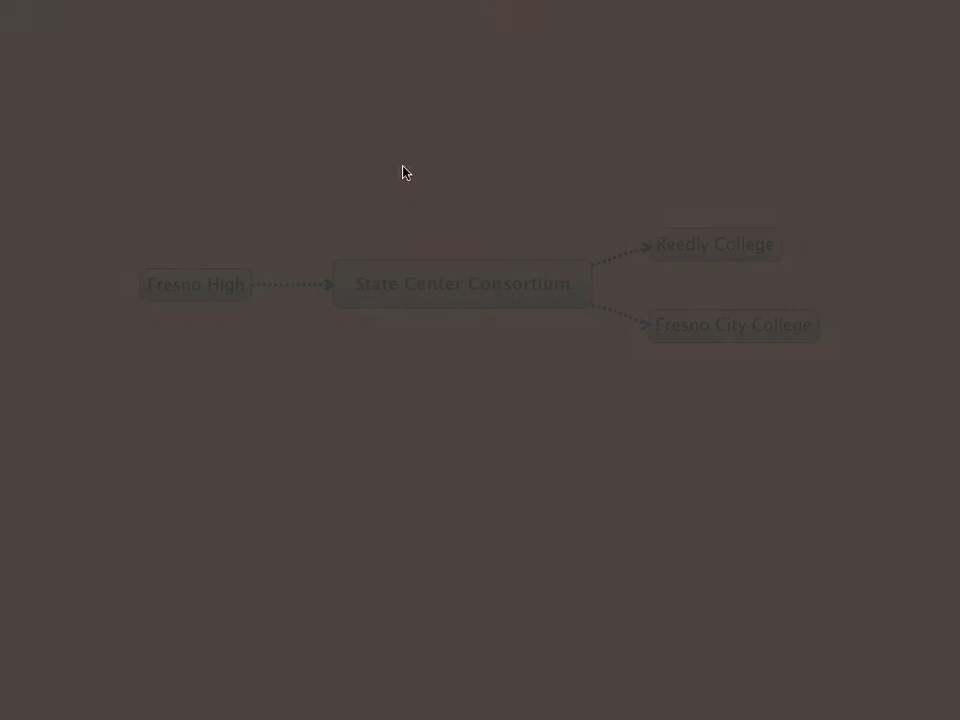 Reedly College
Fresno High
State Center Consortium
Fresno City College